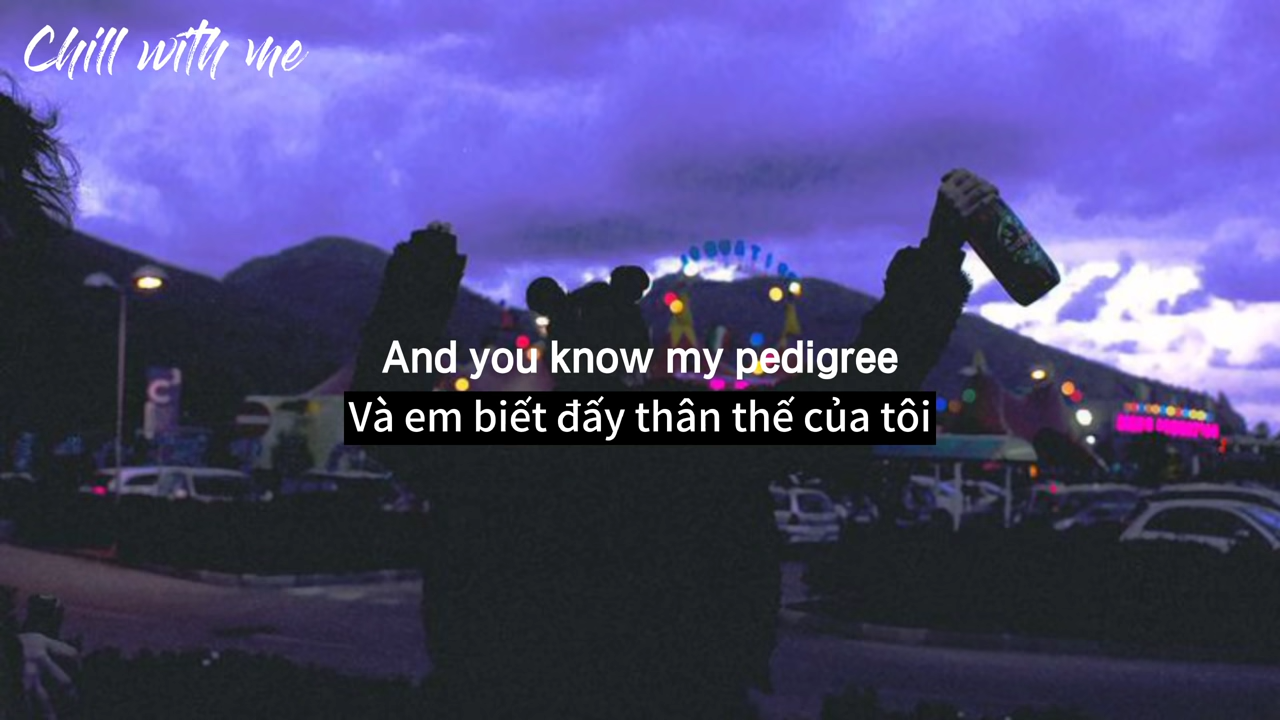 Chill with me
And you know my pedigree
Và em biết đấy thân thế của tôi